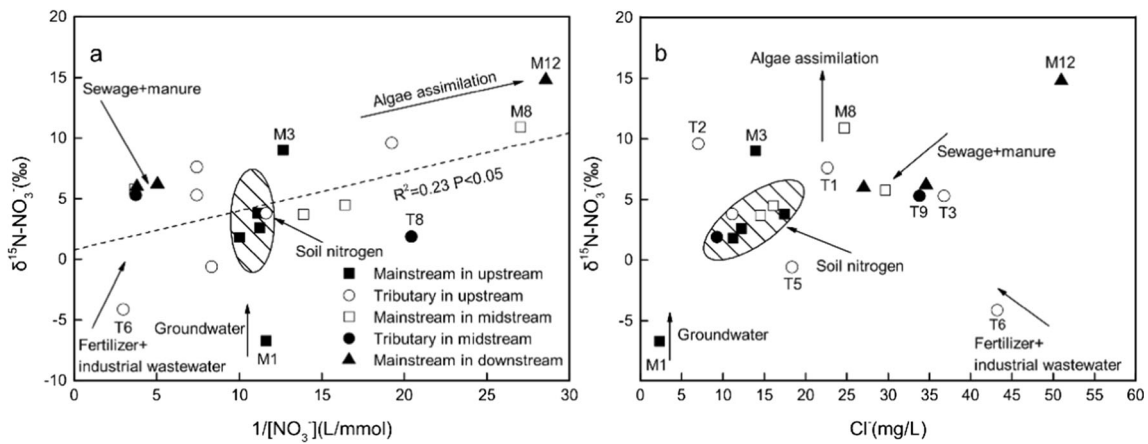 20
15
10
5
0
-5
-10
0
5
10
15
20
25
30
δ¹⁵N-NO₃⁻(‰)
1/[NO₃⁻](L/mmol)
a
Sewage+manure
M3
Algae assimilation
M12
M8
R²=0.23 P<0.05
T8
Soil nitrogen
T6
Fertilizer+
industrial wastewater
Groundwater
M1
Mainstream in upstream
Tributary in upstream
Mainstream in midstream
Tributary in midstream
Mainstream in downstream
20
15
10
5
0
-5
0
5
10
15
20
25
30
35
40
45
50
55
60
δ¹⁵N-NO₃⁻(‰)
Cl⁻(mg/L)
b
Algae assimilation
M12
T2
M3
M8
Sewage+manure
T1
T9
T3
Soil nitrogen
T5
Groundwater
M1
T6
Fertilizer+
industrial wastewater